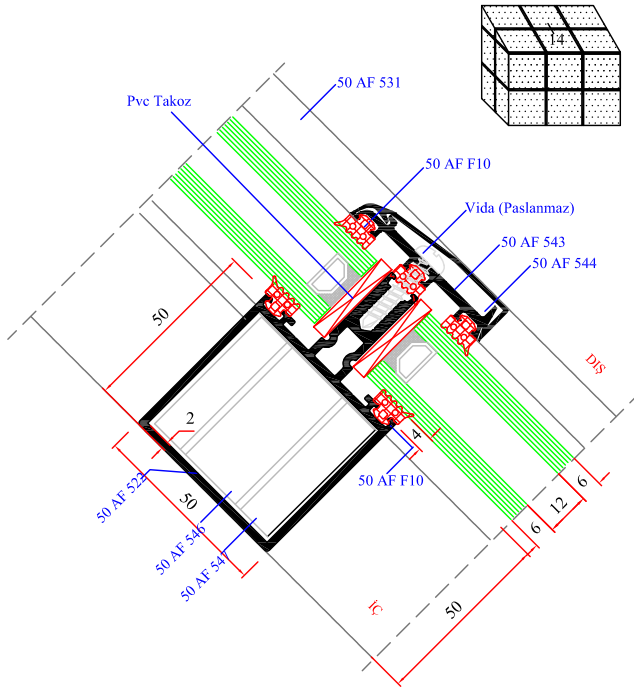 14
50 AF 531
Pvc Takoz
50 AF F10
Vida (Paslanmaz)
50 AF 543
50 AF 544
50
DIŞ
2
4
50 AF F10
50 AF 522
50
6
12
6
50 AF 546
50 AF 547
İÇ
50